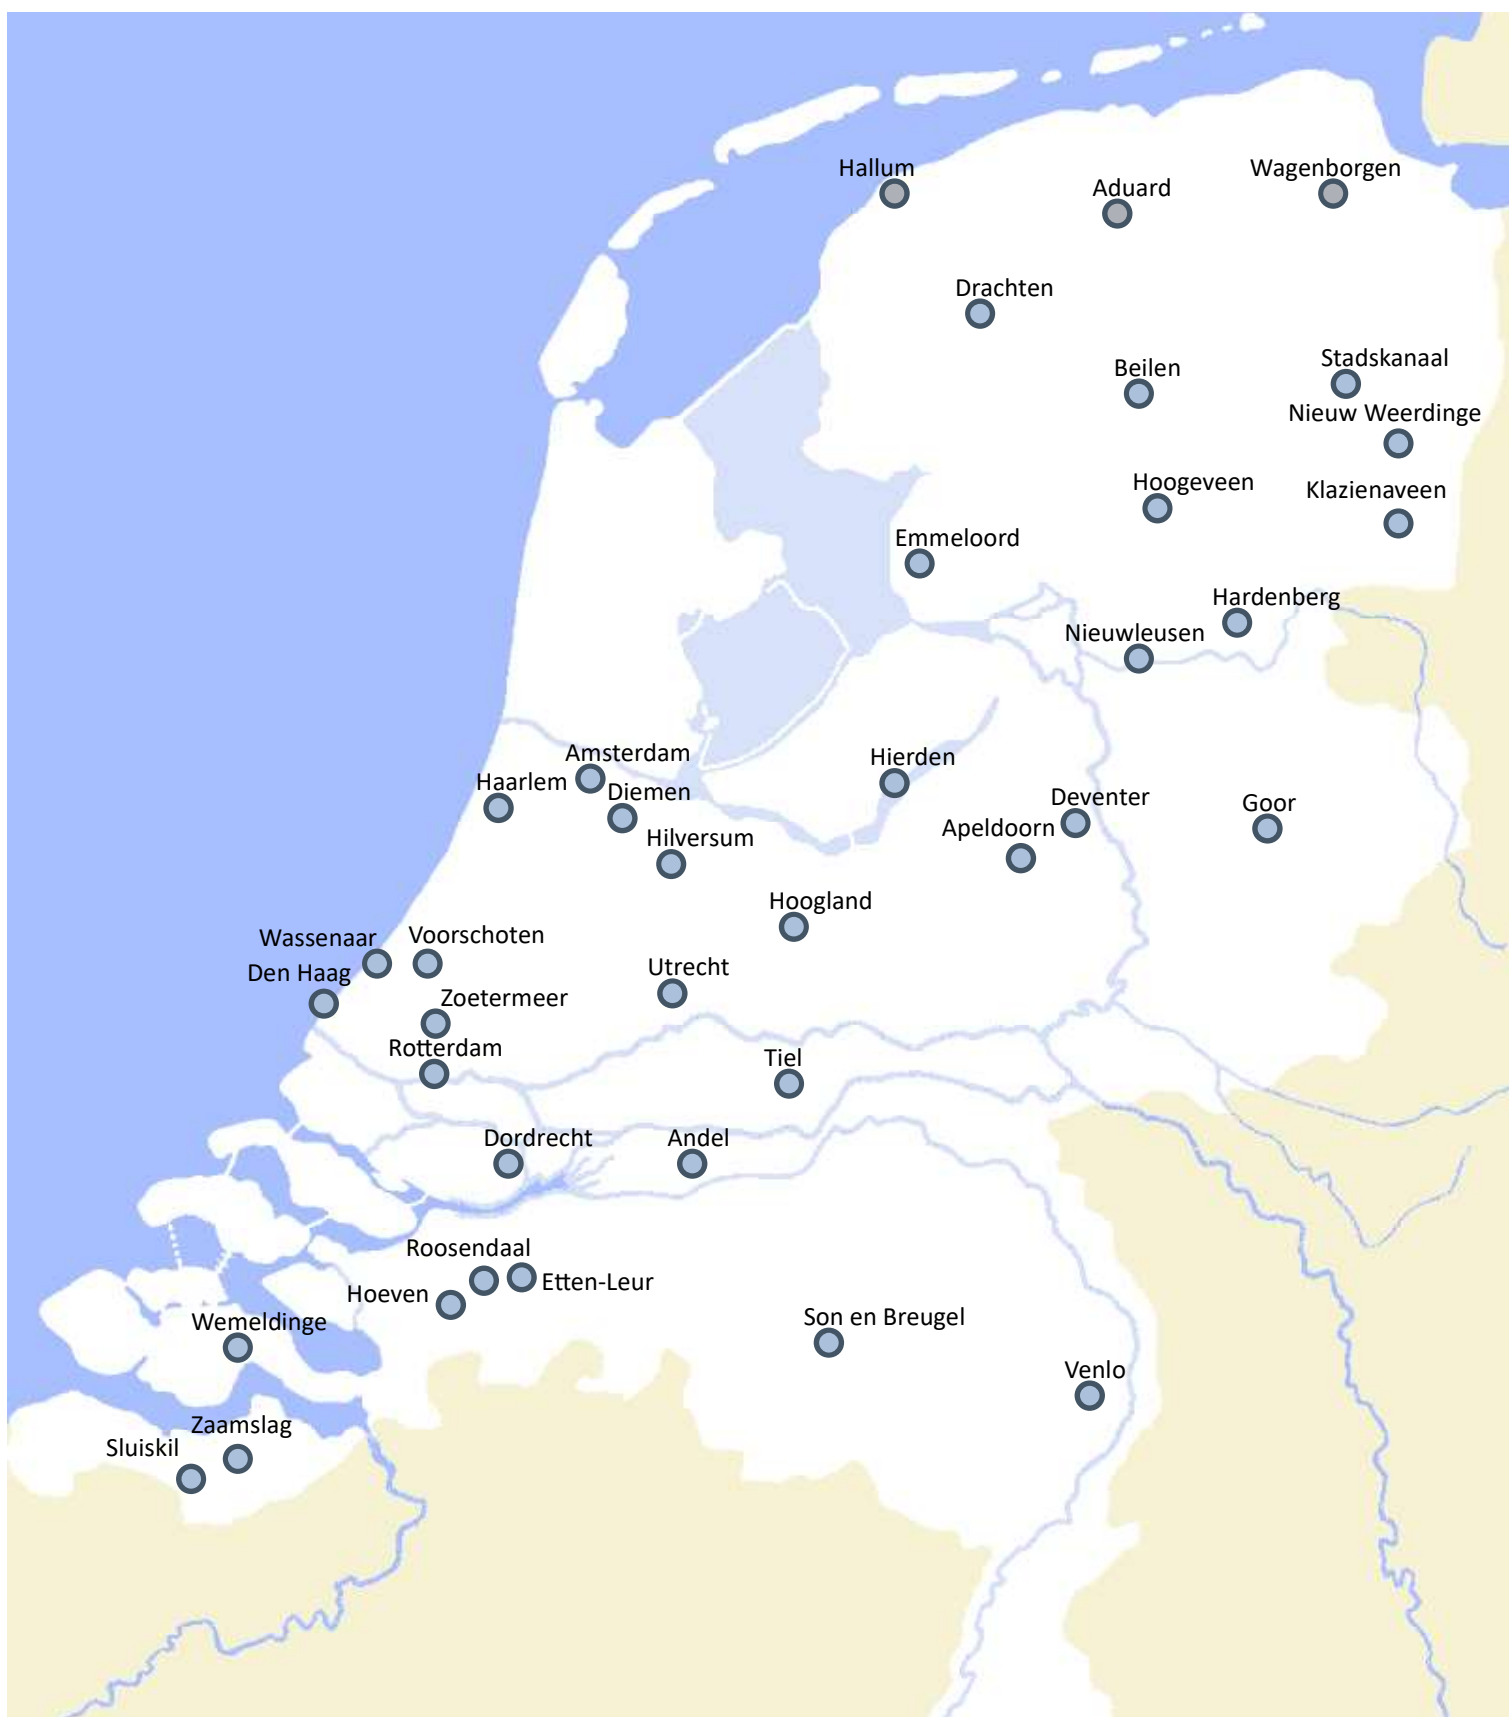 Hallum
Wagenborgen
Aduard
Drachten
Stadskanaal
Beilen
Nieuw Weerdinge
Hoogeveen
Klazienaveen
Emmeloord
Hardenberg
Nieuwleusen
Amsterdam
Hierden
Haarlem
Diemen
Deventer
Goor
Apeldoorn
Hilversum
Hoogland
Wassenaar
Voorschoten
Utrecht
Den Haag
Zoetermeer
Rotterdam
Tiel
Dordrecht
Andel
Roosendaal
Etten-Leur
Hoeven
Son en Breugel
Wemeldinge
Venlo
Zaamslag
Sluiskil